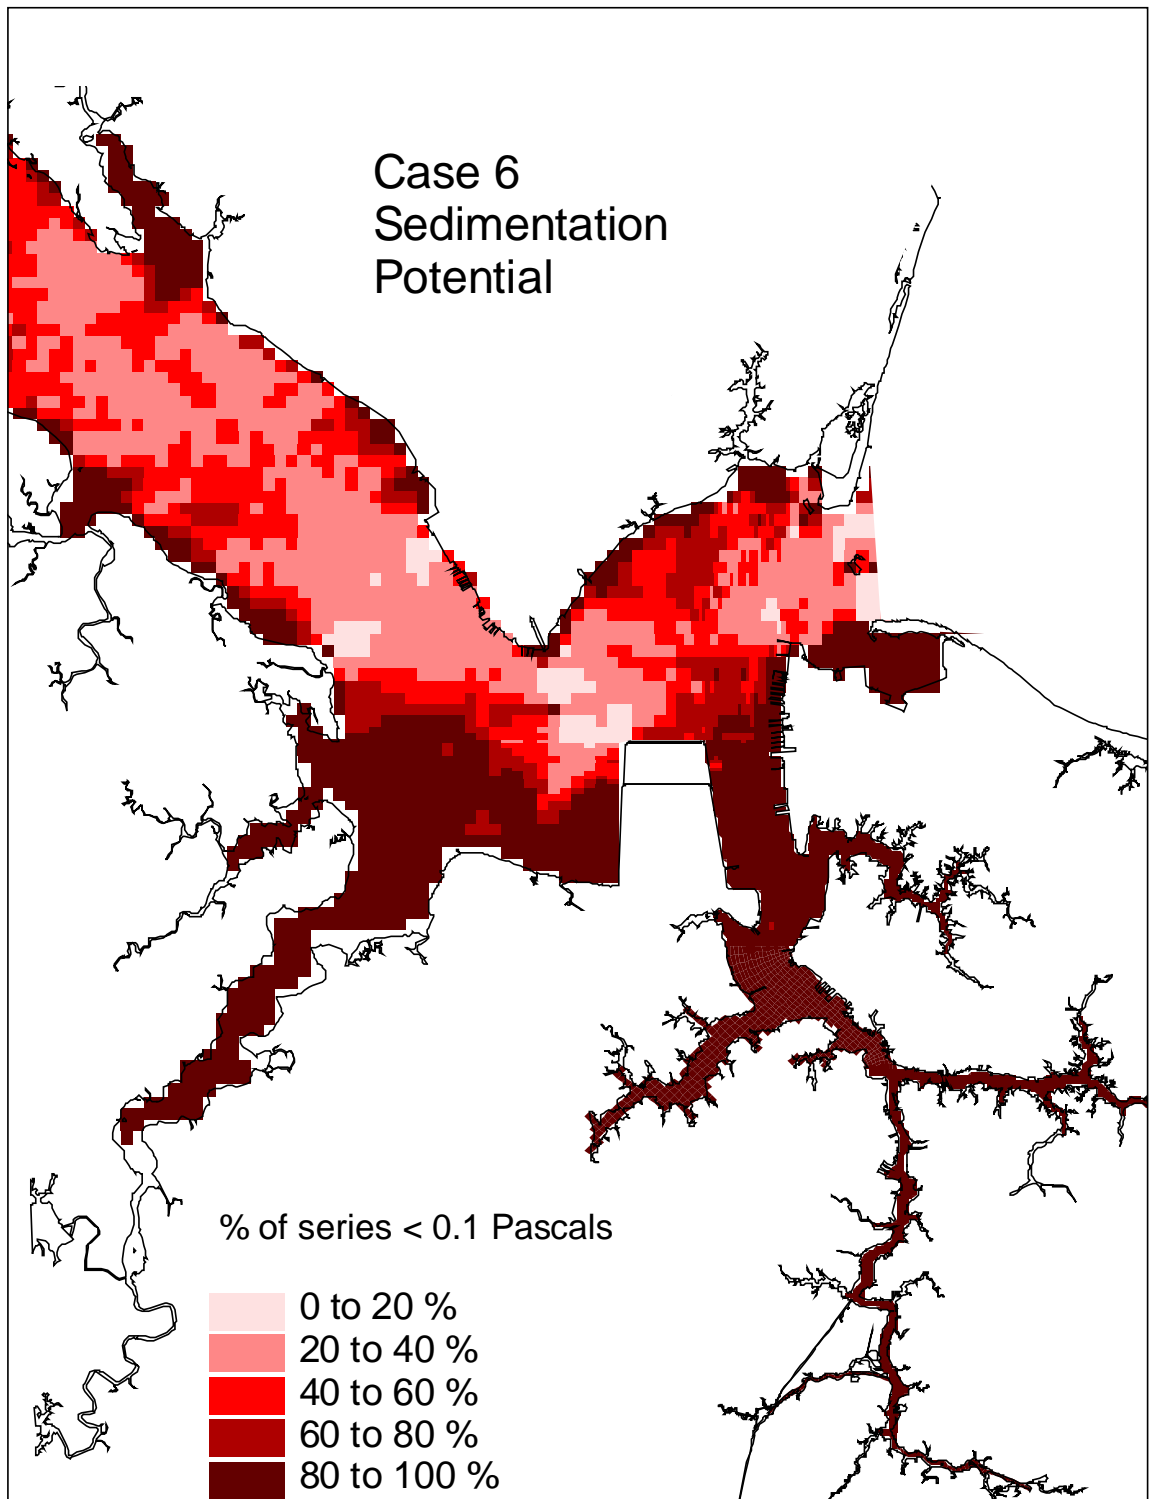 Case 6
Sedimentation
Potential
% of series < 0.1 Pascals
0 to 20 %
20 to 40 %
40 to 60 %
60 to 80 %
80 to 100 %